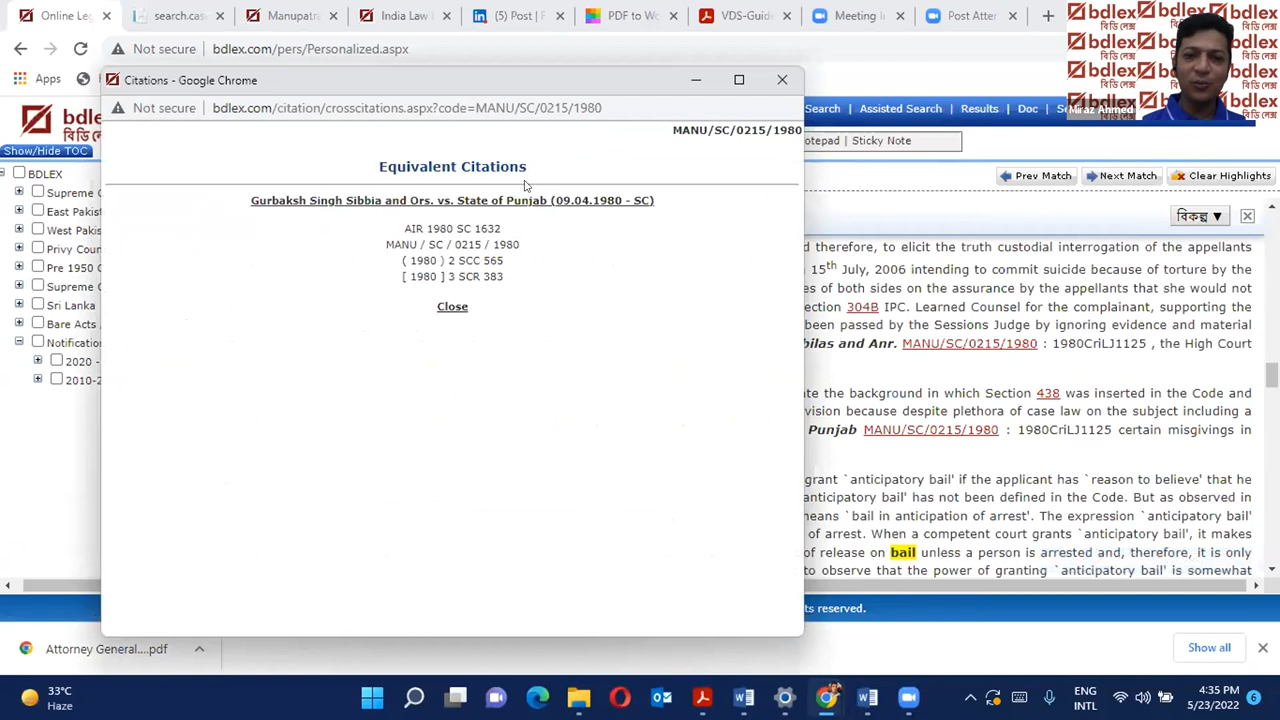 Online Leg
search.cas
Manupatra
India Law I
(5) Post | F
PDF to Wo
VDS-Guide
Meeting i
Post Atten
Not secure bdlex.com/pers/Personalized.aspx
Apps
bdlex
বিডি লেক্স
Miraz Ahmed
Citations - Google Chrome
Not secure bdlex.com/citation/crosscitations.aspx?code=MANU/SC/0215/1980
MANU/SC/0215/1980
Equivalent Citations
Gurbaksh Singh Sibbia and Ors. vs. State of Punjab (09.04.1980 - SC)
AIR 1980 SC 1632
MANU / SC / 0215 / 1980
( 1980 ) 2 SCC 565
[ 1980 ] 3 SCR 383
Close
bdlex
বিডি লেক্স
Show/Hide TOC
BDLEX
Supreme C
East Pakist
West Pakis
Privy Coun
Pre 1950 C
Supreme C
Sri Lanka
Bare Acts /
Notification
2020 -
2010-2
Search Assisted Search Results Doc
otepad | Sticky Note
Prev Match Next Match Clear Highlights
বিকল্প ▼
d therefore, to elicit the truth custodial interrogation of the appellants
15th July, 2006 intending to commit suicide because of torture by the
es of both sides on the assurance by the appellants that she would not
ection 304B IPC. Learned Counsel for the complainant, supporting the
been passed by the Sessions Judge by ignoring evidence and material
bilas and Anr. MANU/SC/0215/1980 : 1980CriLJ1125 , the High Court
te the background in which Section 438 was inserted in the Code and
vision because despite plethora of case law on the subject including a
Punjab MANU/SC/0215/1980 : 1980CriLJ1125 certain misgivings in
grant `anticipatory bail' if the applicant has `reason to believe' that he
anticipatory bail' has not been defined in the Code. But as observed in
neans `bail in anticipation of arrest'. The expression `anticipatory bail'
of arrest. When a competent court grants `anticipatory bail', it makes
of release on bail unless a person is arrested and, therefore, it is only
to observe that the power of granting `anticipatory bail' is somewhat
ts reserved.
Attorney General....pdf
Show all
33°C
Haze
ENG
INTL
4:35 PM
5/23/2022
6